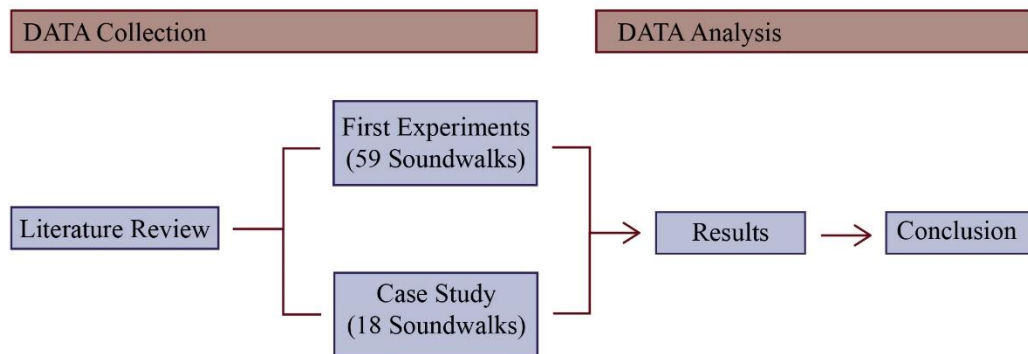 DATA Collection
DATA Analysis
First Experiments
(59 Soundwalks)
Literature Review
Case Study
(18 Soundwalks)
Results
Conclusion